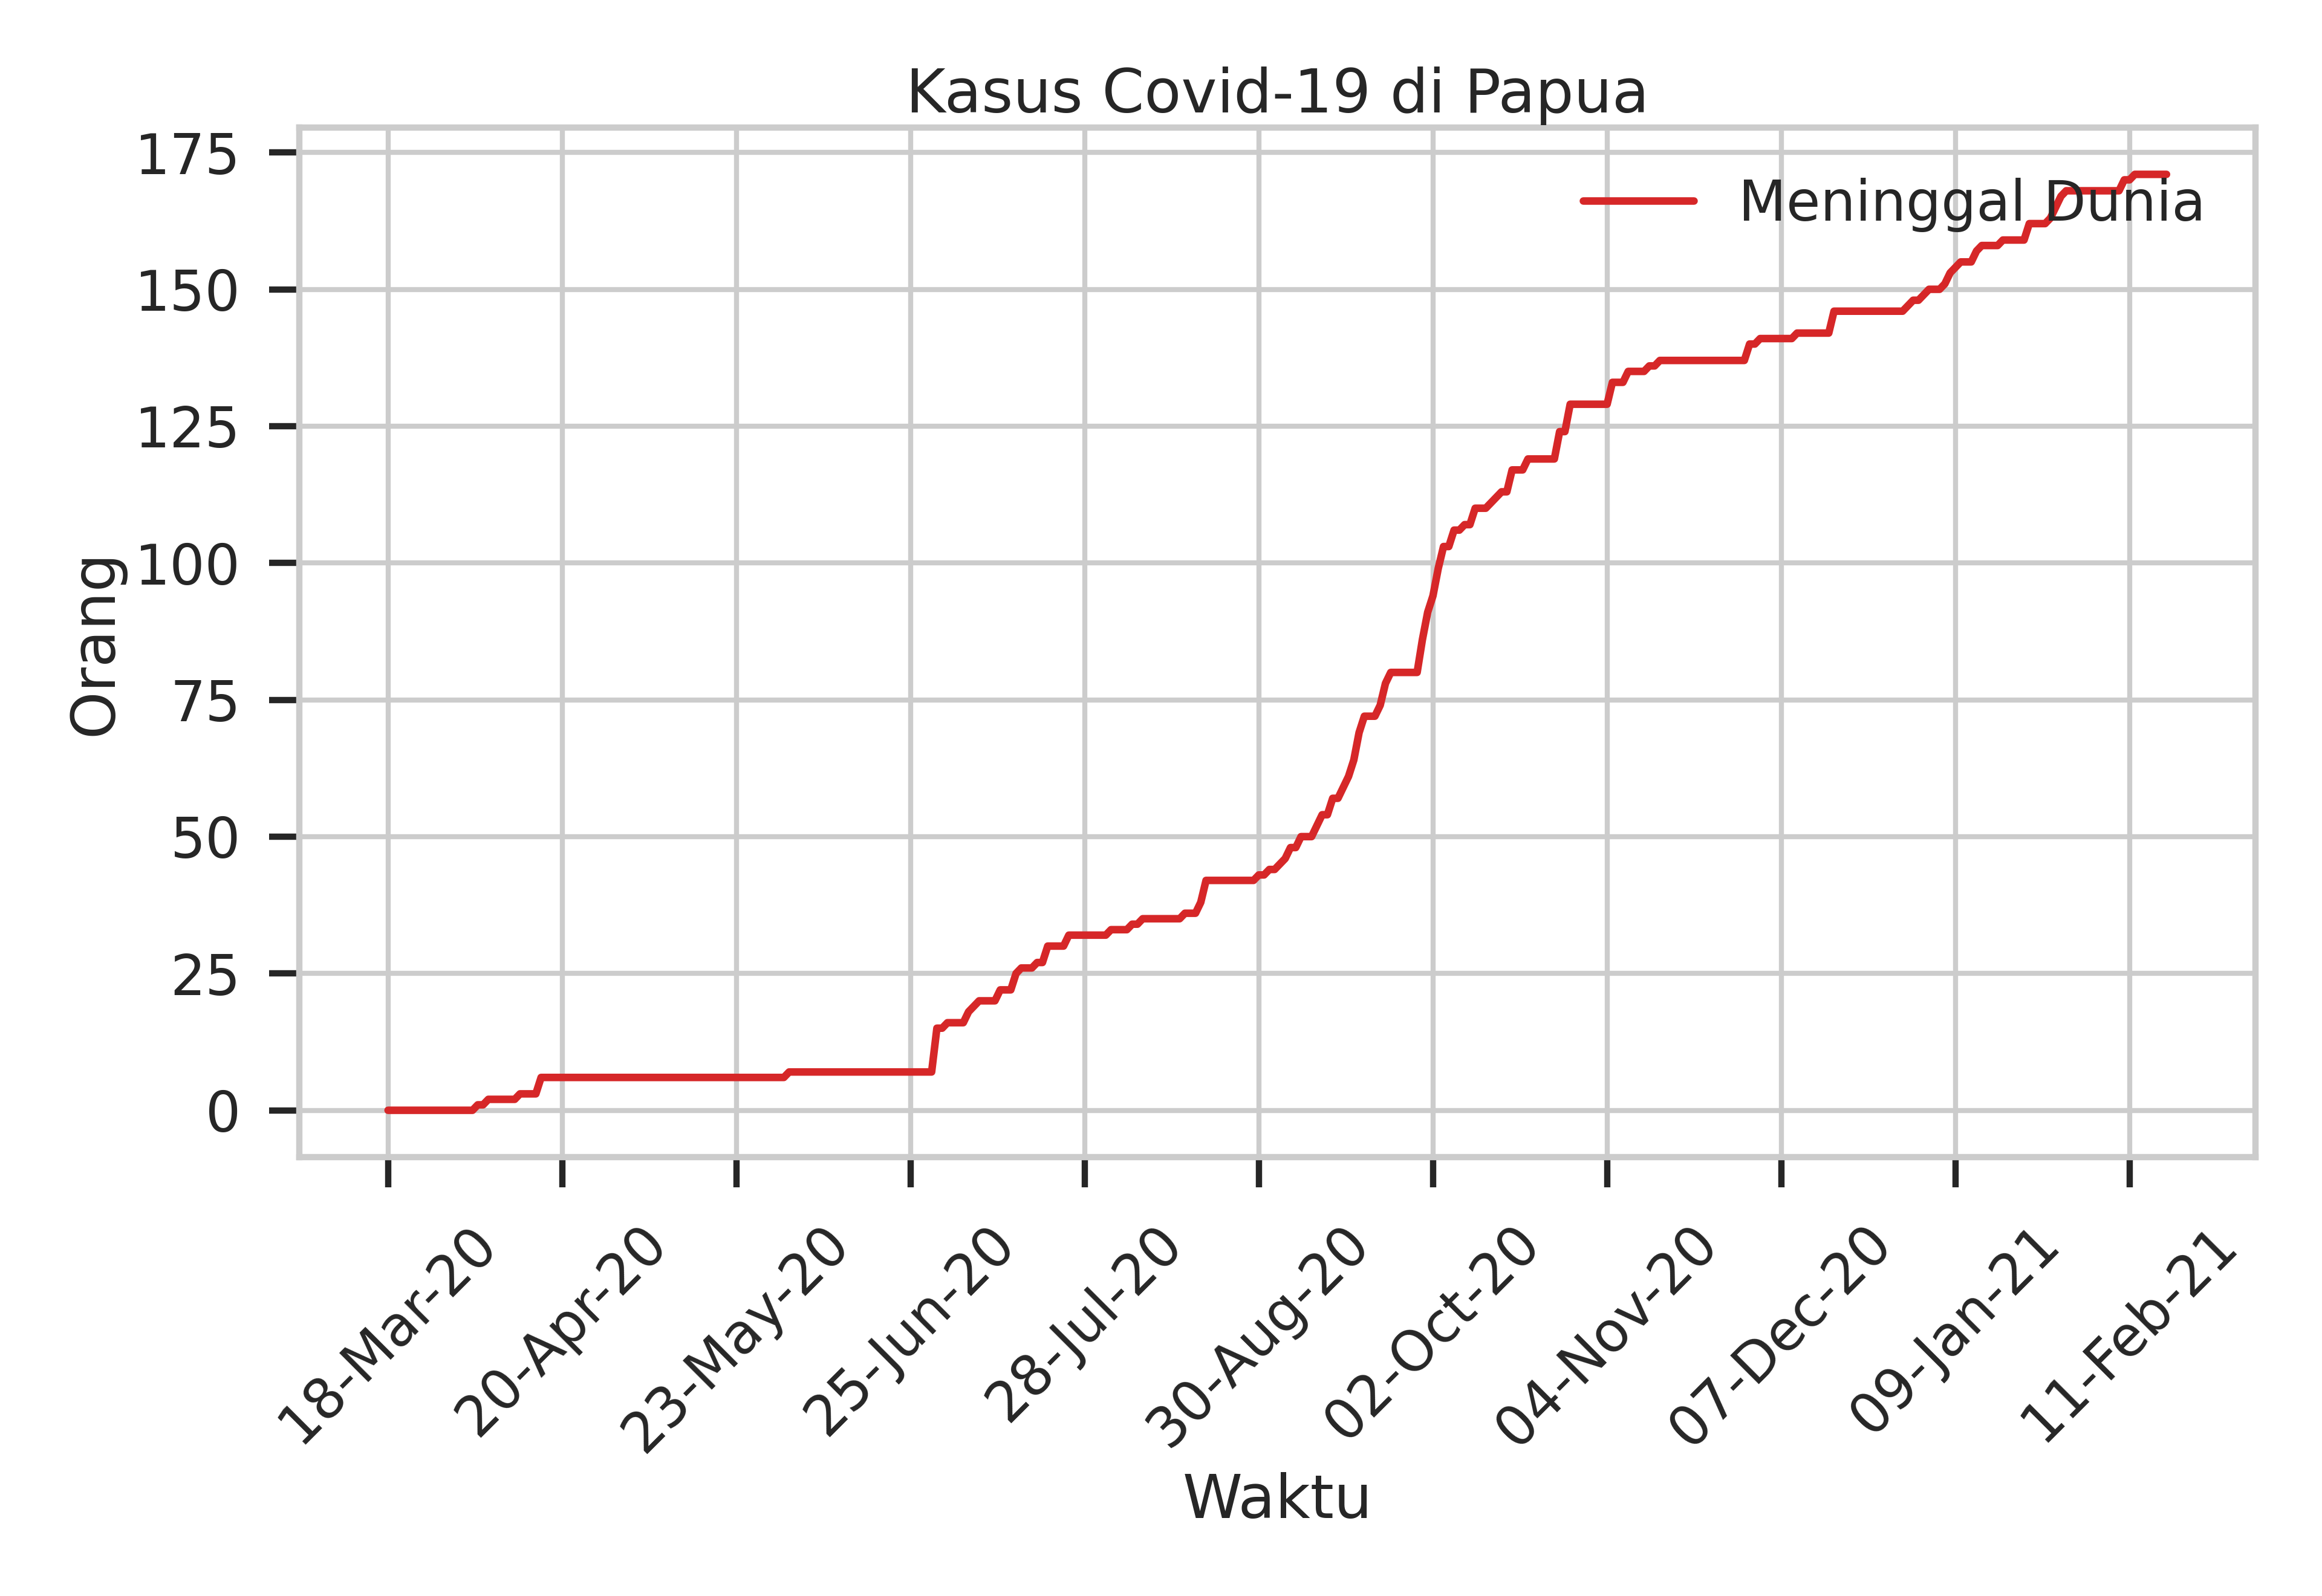 Kasus Covid-19 di Papua
Meninggal Dunia
Orang
175
150
125
100
75
50
25
0
18-Mar-20
20-Apr-20
23-May-20
25-Jun-20
28-Jul-20
30-Aug-20
02-Oct-20
04-Nov-20
07-Dec-20
09-Jan-21
11-Feb-21
Waktu